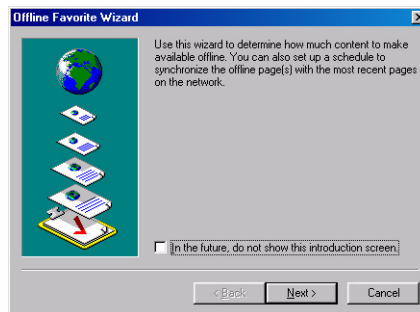 Offline Favorite Wizard
Use this wizard to determine how much content to make
available offline. You can also set up a schedule to
synchronize the offline page(s) with the most recent pages
on the network.
In the future, do not show this introduction screen.
< Back
Next >
Cancel